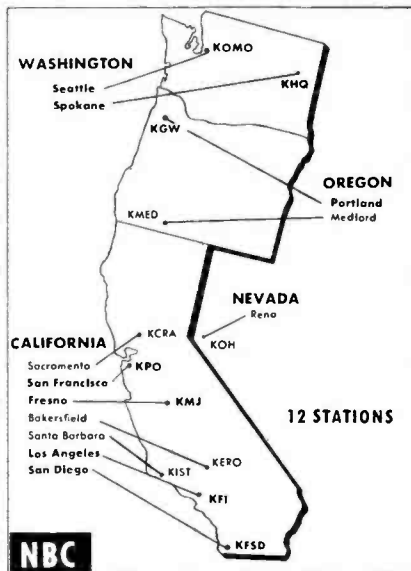 WASHINGTON
Seattle
Spokane
KOMO
KHQ
KGW
OREGON
Portland
Medford
KMED
NEVADA
Reno
KOH
CALIFORNIA
KCRA
Sacramento
San Francisco
KPO
Fresno
KMJ
Bakersfield
Santa Barbara
Los Angeles
San Diego
KERO
KIST
KFI
KFSD
12 STATIONS
NBC